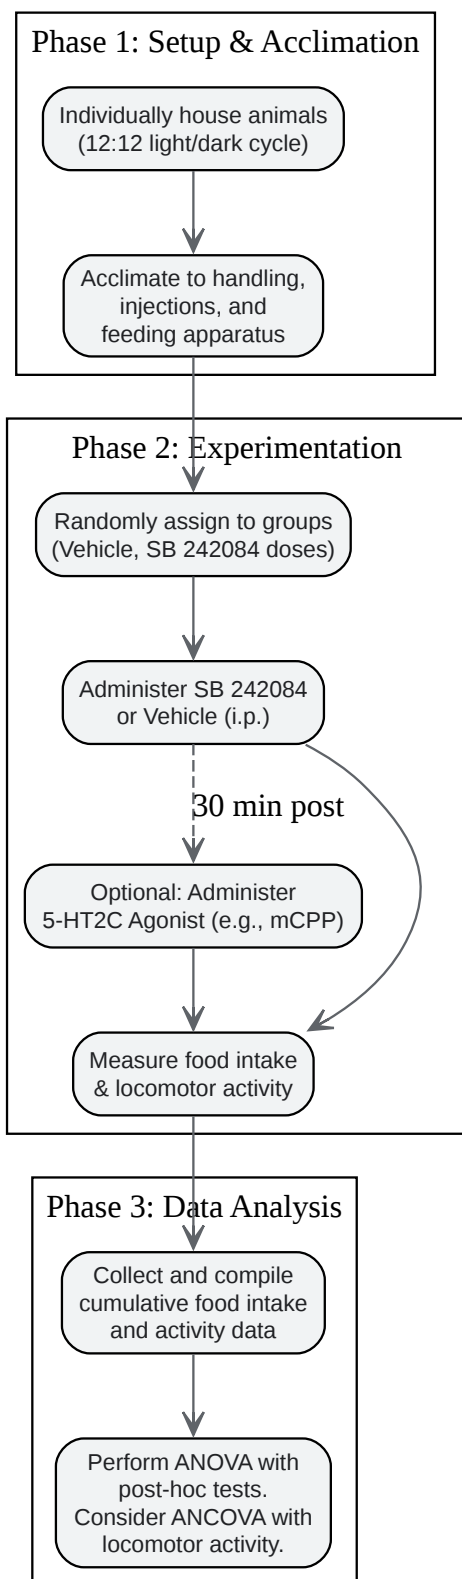 Phase 1: Setup & Acclimation
Individually house animals
(12:12 light/dark cycle)
Acclimate to handling,
injections, and
feeding apparatus
Phase 2: Experimentation
Randomly assign to groups
(Vehicle, SB 242084 doses)
Administer SB 242084
or Vehicle (i.p.)
30 min post
Optional: Administer
5-HT2C Agonist (e.g., mCPP)
Measure food intake
& locomotor activity
Phase 3: Data Analysis
Collect and compile
cumulative food intake
and activity data
Perform ANOVA with
post-hoc tests.
Consider ANCOVA with
locomotor activity.